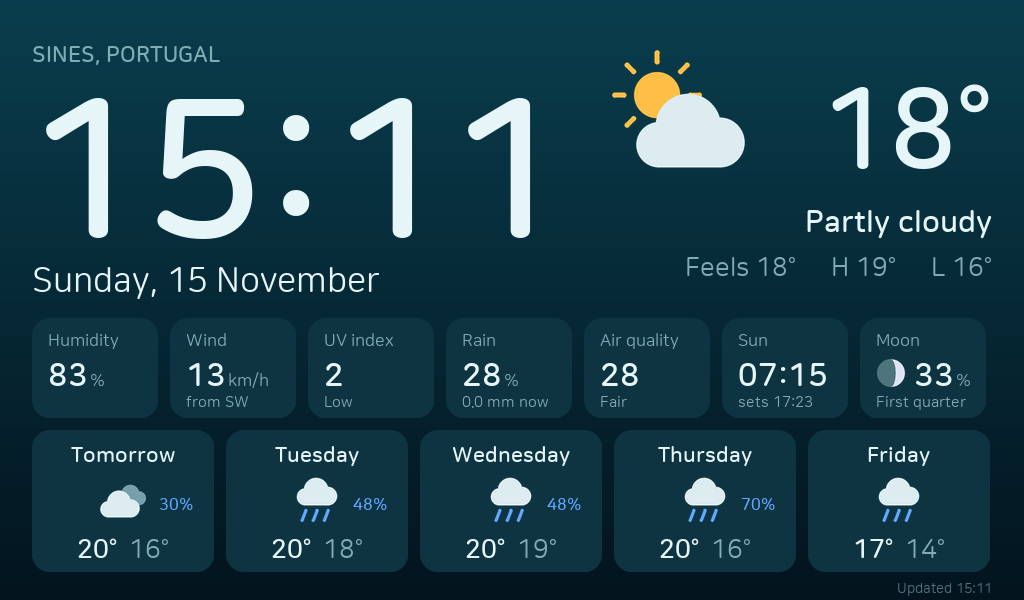 SINES, PORTUGAL
15:11
18°
Partly cloudy
Feels 18° H 19° L 16°
Sunday, 15 November
Humidity
83%
Wind
13 km/h
from SW
UV index
2
Low
Rain
28%
0.0 mm now
Air quality
28
Fair
Sun
07:15
sets 17:23
Moon
33%
First quarter
Tomorrow
30%
20° 16°
Tuesday
48%
20° 18°
Wednesday
48%
20° 19°
Thursday
70%
20° 16°
Friday
17° 14°
Updated 15:11